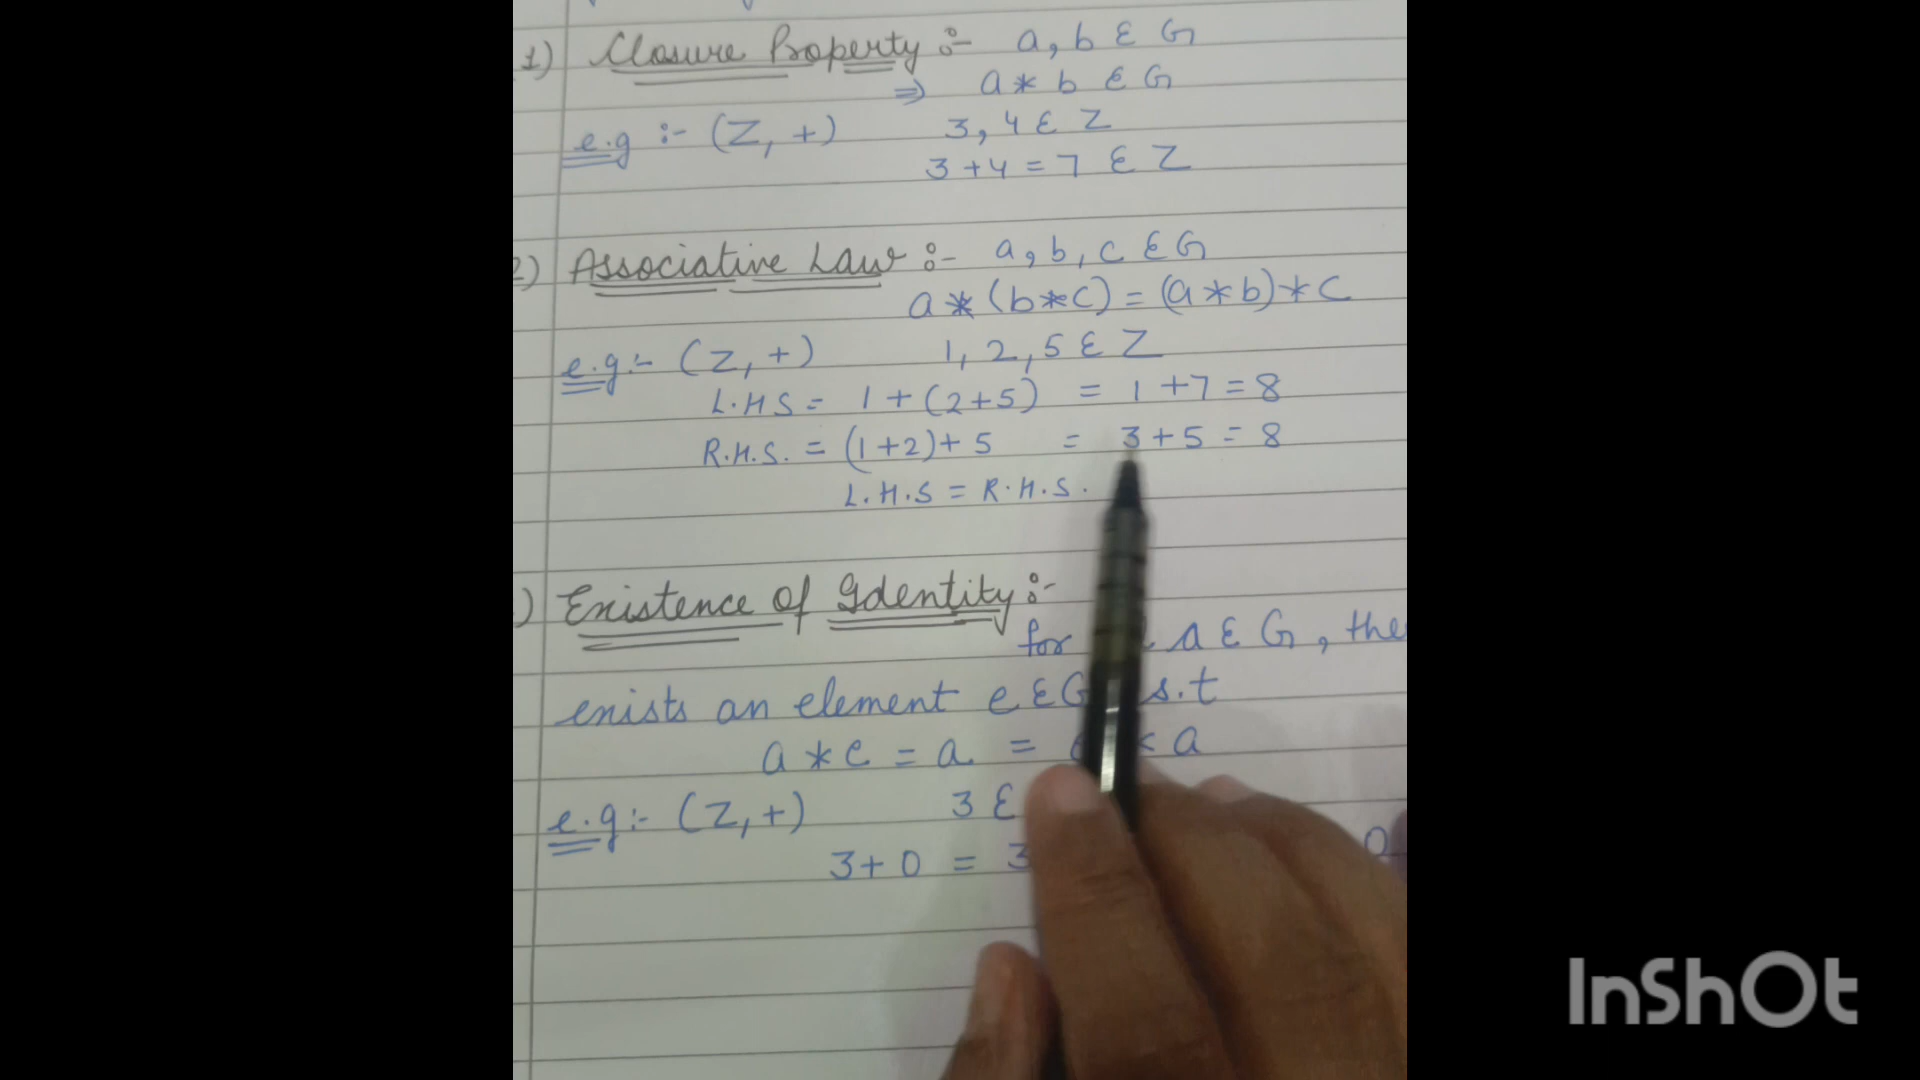 1) Closure Property :- a, b ∈ G
⇒ a * b ∈ G
e.g :- (Z, +) 3, 4 ∈ Z
3 + 4 = 7 ∈ Z
2) Associative Law :- a, b, c ∈ G
a * (b * c) = (a * b) * c
e.g :- (Z, +) 1, 2, 5 ∈ Z
L.H.S = 1 + (2 + 5) = 1 + 7 = 8
R.H.S. = (1 + 2) + 5 = 3 + 5 = 8
L.H.S = R.H.S.
) Existence of Identity :-
for a ∈ G, the
exists an element e ∈ G s.t
a * e = a = a
e.g :- (Z, +) 3 ∈
3 + 0 = 3 0
InShOt